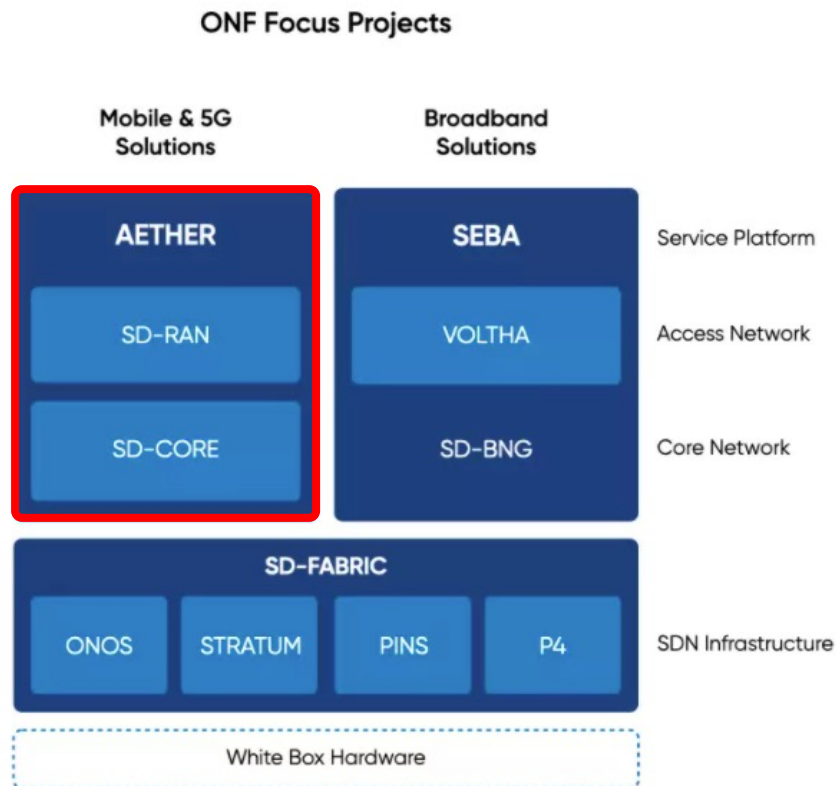 ONF Focus Projects
Mobile & 5G
Solutions
Broadband
Solutions
AETHER
SEBA
Service Platform
SD-RAN
VOLTHA
Access Network
SD-CORE
SD-BNG
Core Network
SD-FABRIC
ONOS
STRATUM
PINS
P4
SDN Infrastructure
White Box Hardware